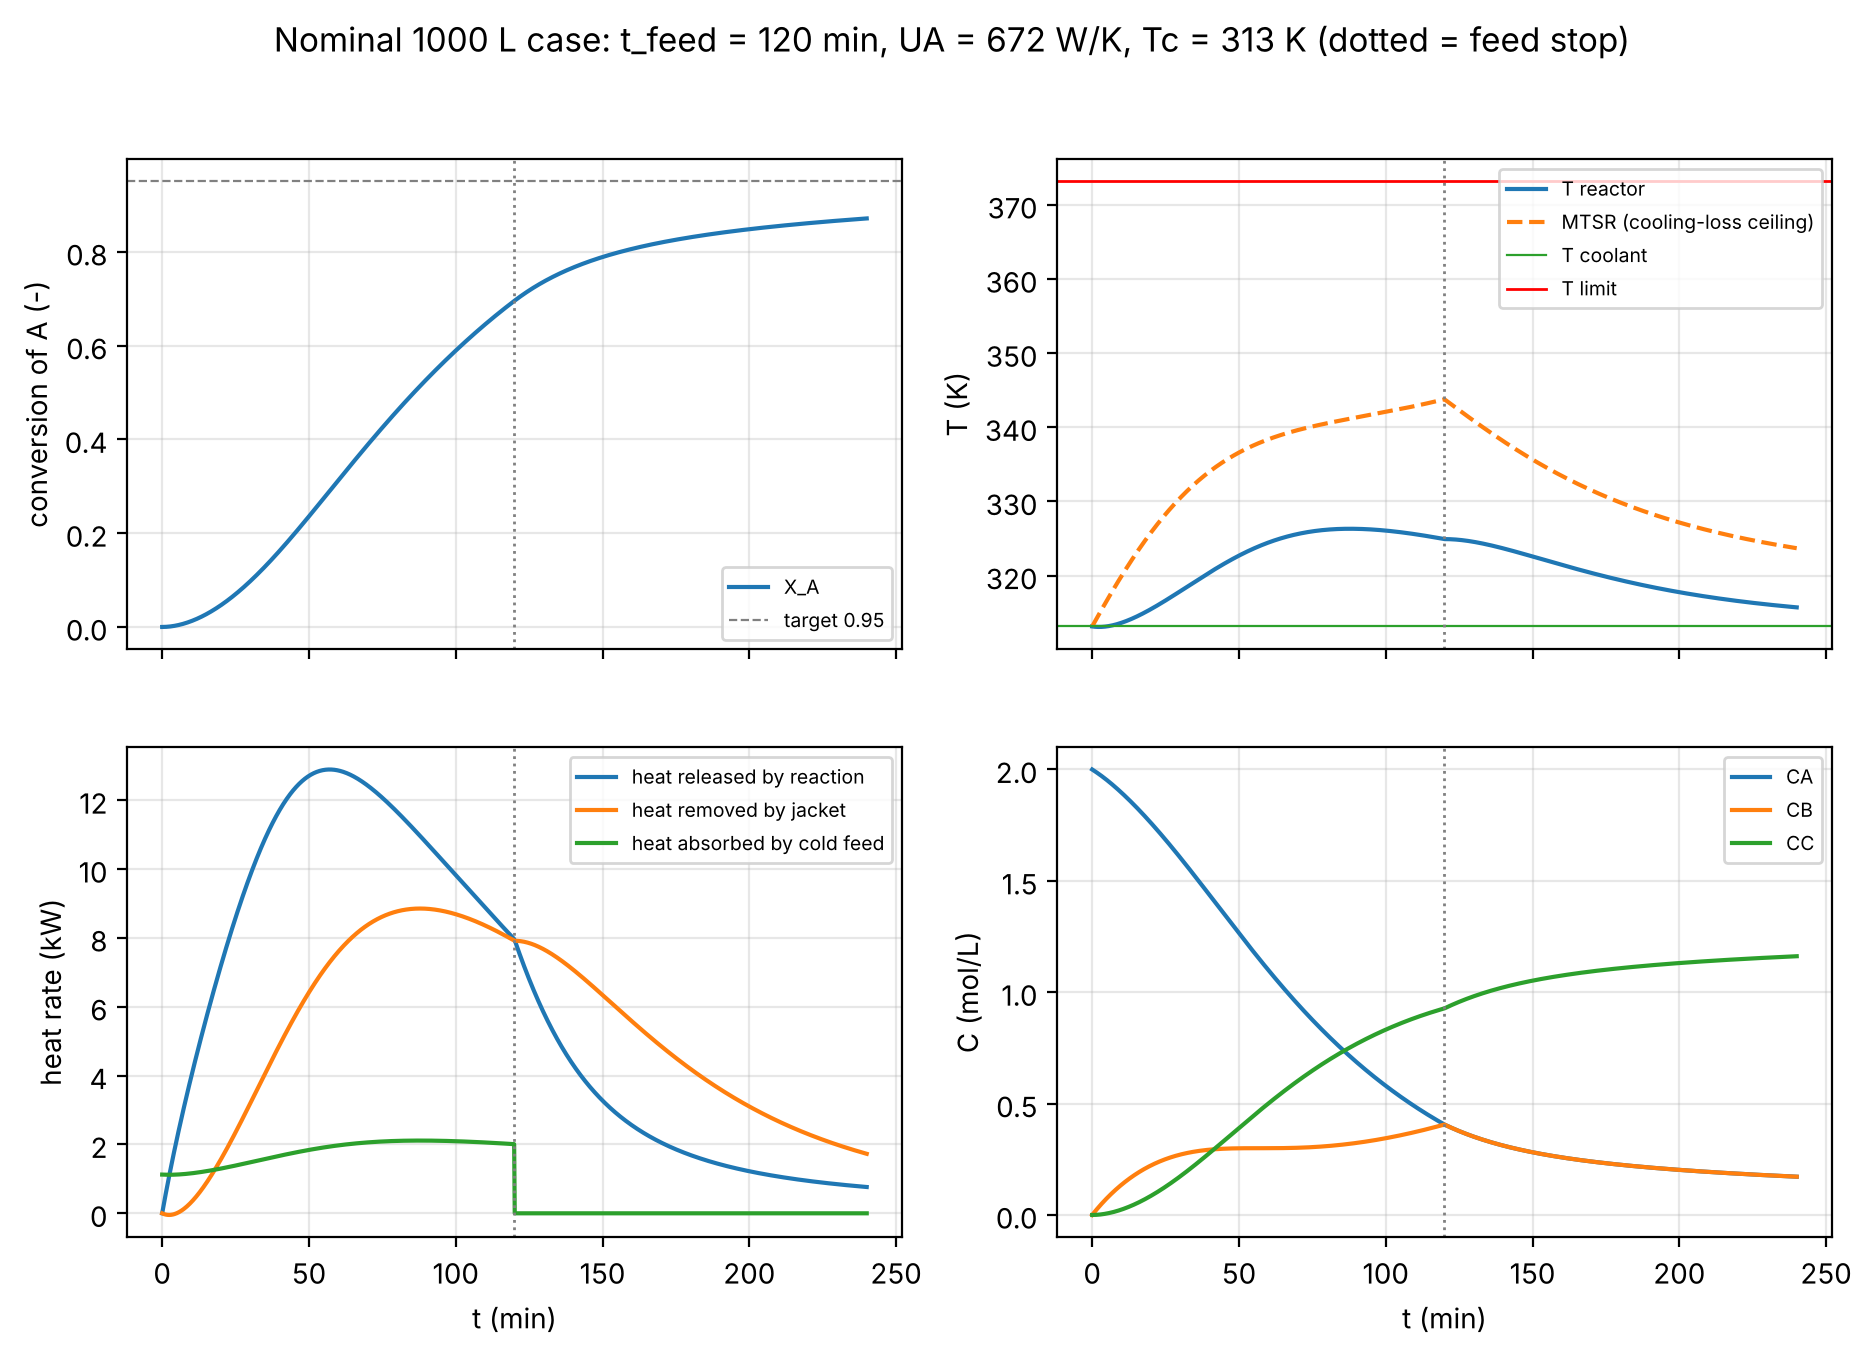 Nominal 1000 L case: t_feed = 120 min, UA = 672 W/K, Tc = 313 K (dotted = feed stop)
conversion of A (-)
0.8
0.6
0.4
0.2
0.0
X_A
target 0.95
T (K)
370
360
350
340
330
320
T reactor
MTSR (cooling-loss ceiling)
T coolant
T limit
heat rate (kW)
12
10
8
6
4
2
0
heat released by reaction
heat removed by jacket
heat absorbed by cold feed
0 50 100 150 200 250
t (min)
C (mol/L)
2.0
1.5
1.0
0.5
0.0
CA
CB
CC
0 50 100 150 200 250
t (min)